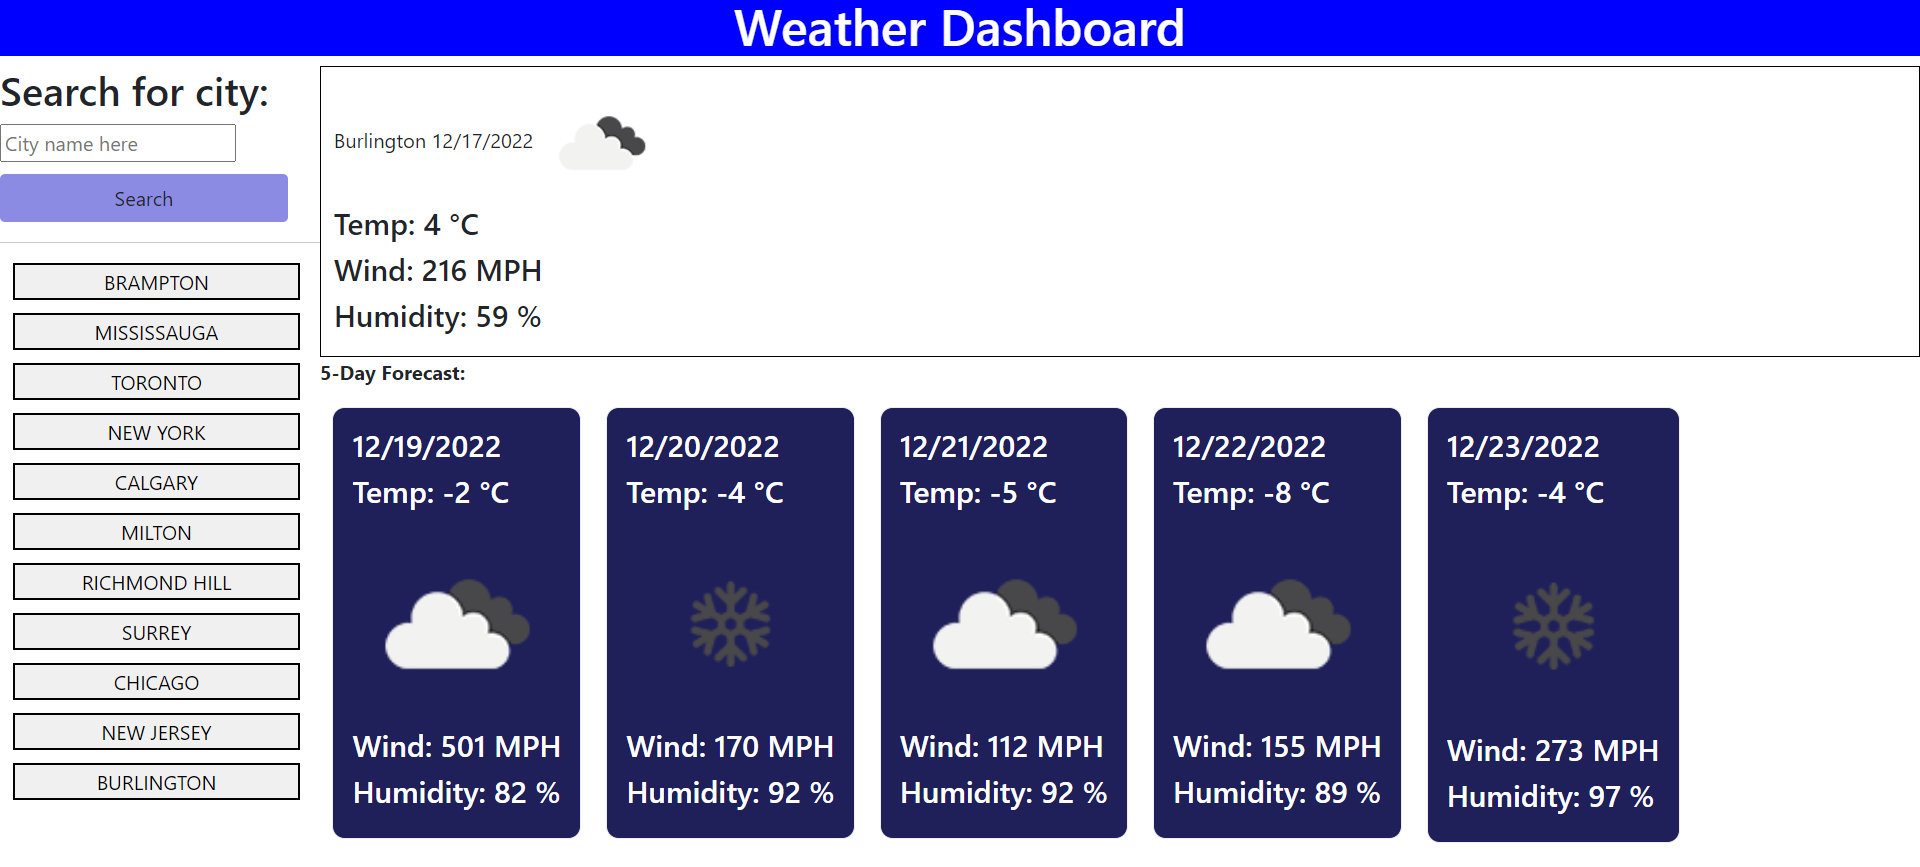 Weather Dashboard
Search for city:
City name here
Search
BRAMPTON
MISSISSAUGA
TORONTO
NEW YORK
CALGARY
MILTON
RICHMOND HILL
SURREY
CHICAGO
NEW JERSEY
BURLINGTON
Burlington 12/17/2022
Temp: 4 °C
Wind: 216 MPH
Humidity: 59 %
5-Day Forecast:
12/19/2022
Temp: -2 °C
Wind: 501 MPH
Humidity: 82 %
12/20/2022
Temp: -4 °C
Wind: 170 MPH
Humidity: 92 %
12/21/2022
Temp: -5 °C
Wind: 112 MPH
Humidity: 92 %
12/22/2022
Temp: -8 °C
Wind: 155 MPH
Humidity: 89 %
12/23/2022
Temp: -4 °C
Wind: 273 MPH
Humidity: 97 %